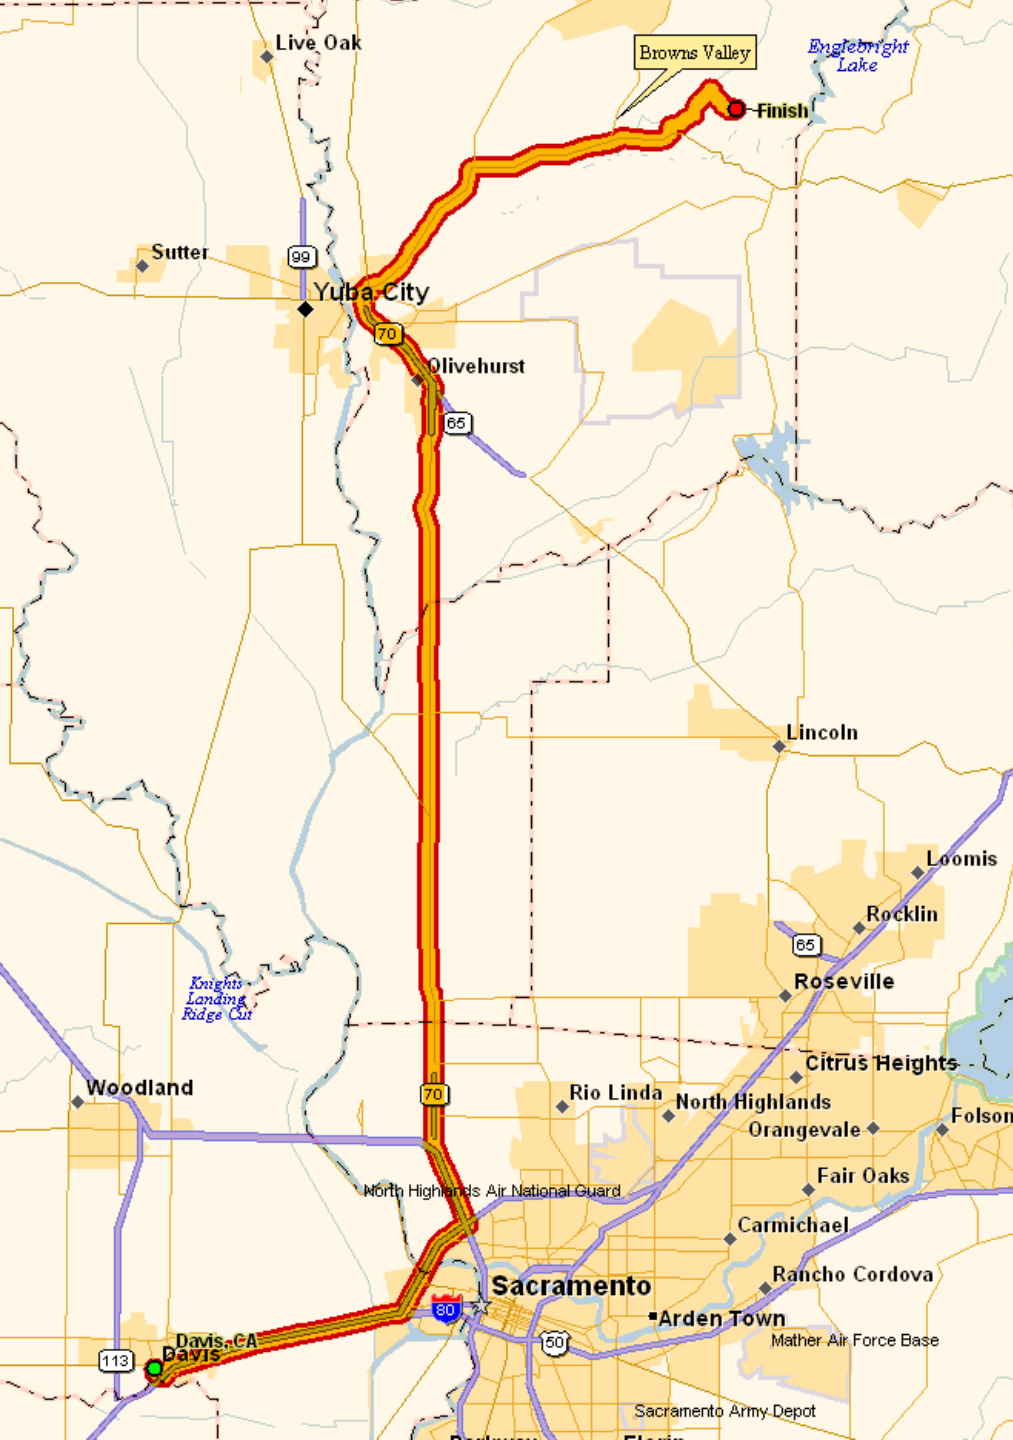 Live Oak
Browns Valley
Englebright
Lake
Finish
Sutter
99
Yuba City
70
Olivehurst
65
Lincoln
Loomis
Rocklin
65
Roseville
Knights
Landing
Ridge Cut
Citrus Heights
Woodland
70
Rio Linda
North Highlands
Orangevale
Folsom
Fair Oaks
North Highlands Air National Guard
Carmichael
Rancho Cordova
Sacramento
80
Arden Town
50
Mather Air Force Base
Davis, CA
Davis
113
Sacramento Army Depot